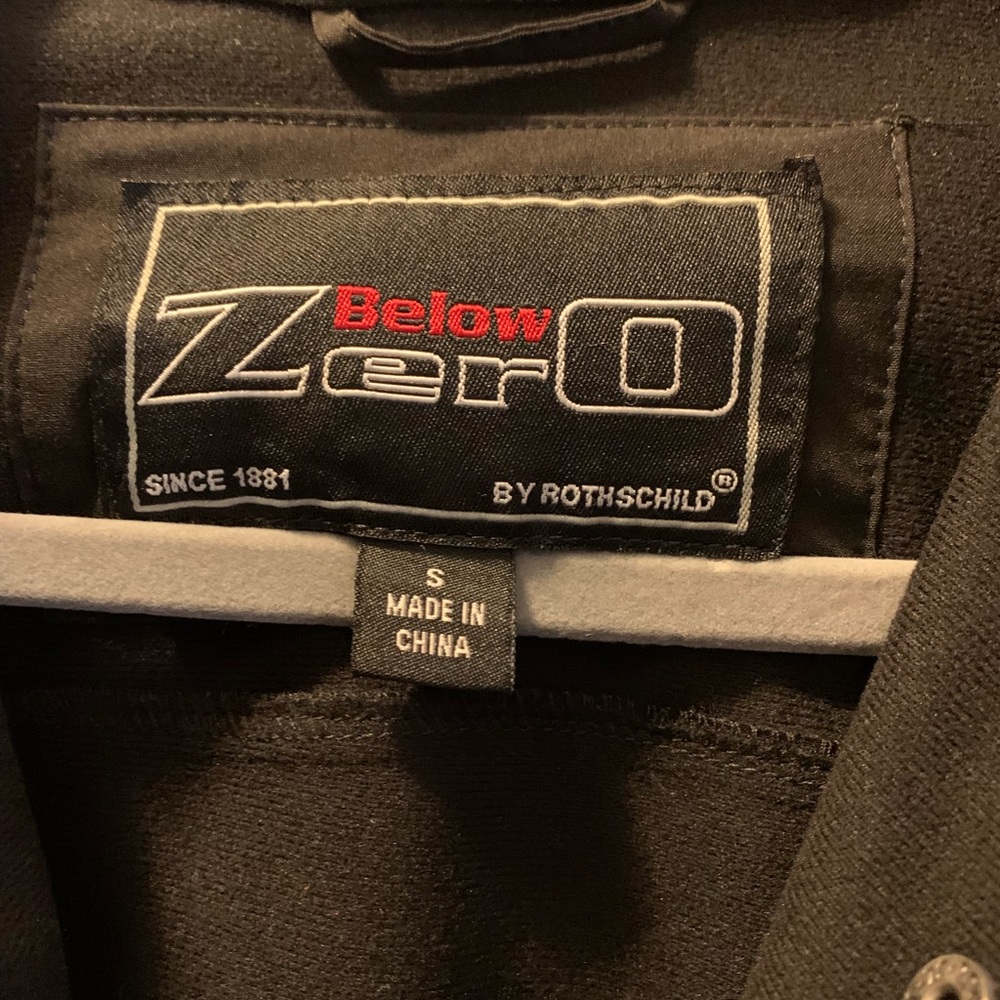 Below
Zero
SINCE 1881
BY ROTHSCHILD®
S
MADE IN
CHINA